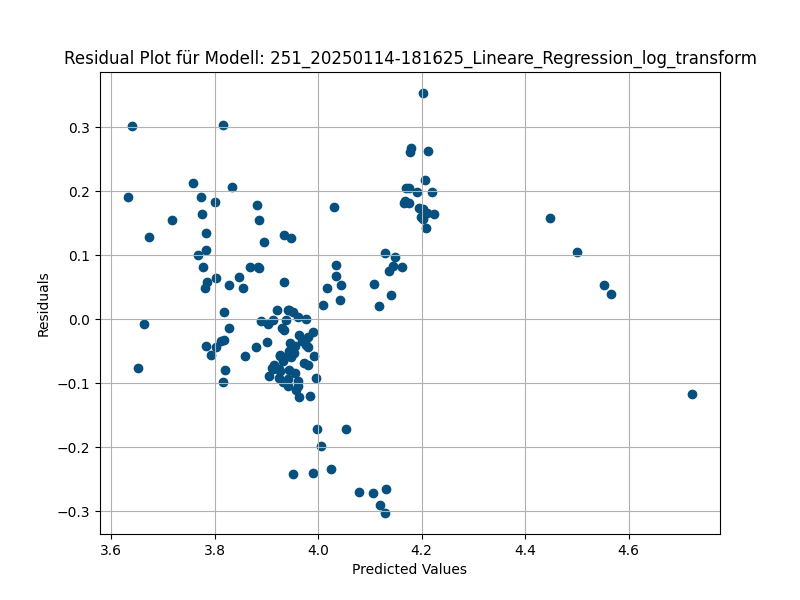 Residual Plot für Modell: 251_20250114-181625_Lineare_Regression_log_transform
0.3
0.2
0.1
0.0
−0.1
−0.2
−0.3
Residuals
3.6 3.8 4.0 4.2 4.4 4.6
Predicted Values